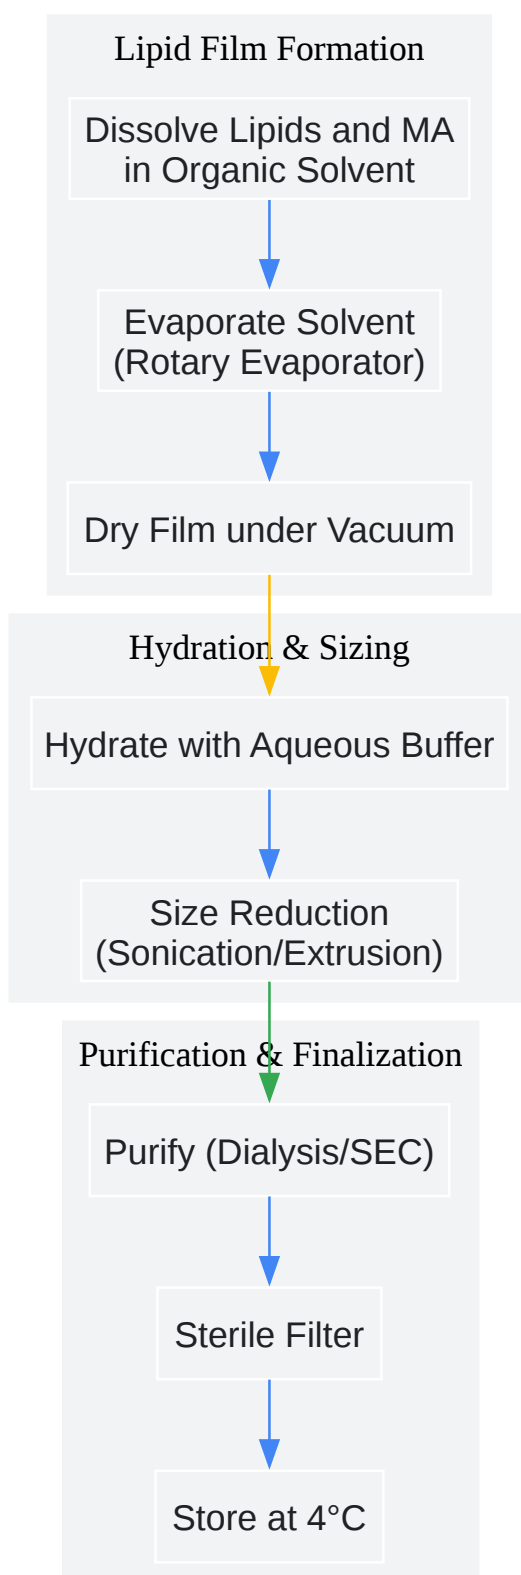 Lipid Film Formation
Dissolve Lipids and MA
in Organic Solvent
Evaporate Solvent
(Rotary Evaporator)
Dry Film under Vacuum
Hydration & Sizing
Hydrate with Aqueous Buffer
Size Reduction
(Sonication/Extrusion)
Purification & Finalization
Purify (Dialysis/SEC)
Sterile Filter
Store at 4°C